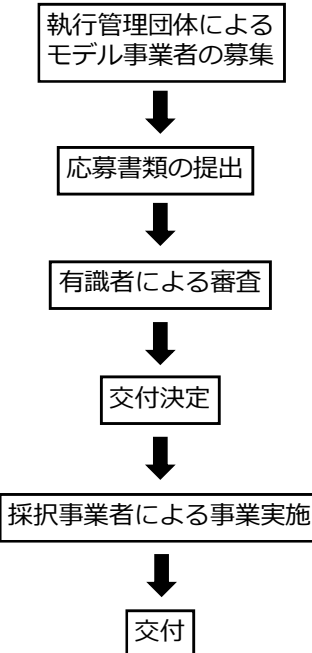 執行管理団体による
モデル事業者の募集
応募書類の提出
有識者による審査
交付決定
採択事業者による事業実施
交付